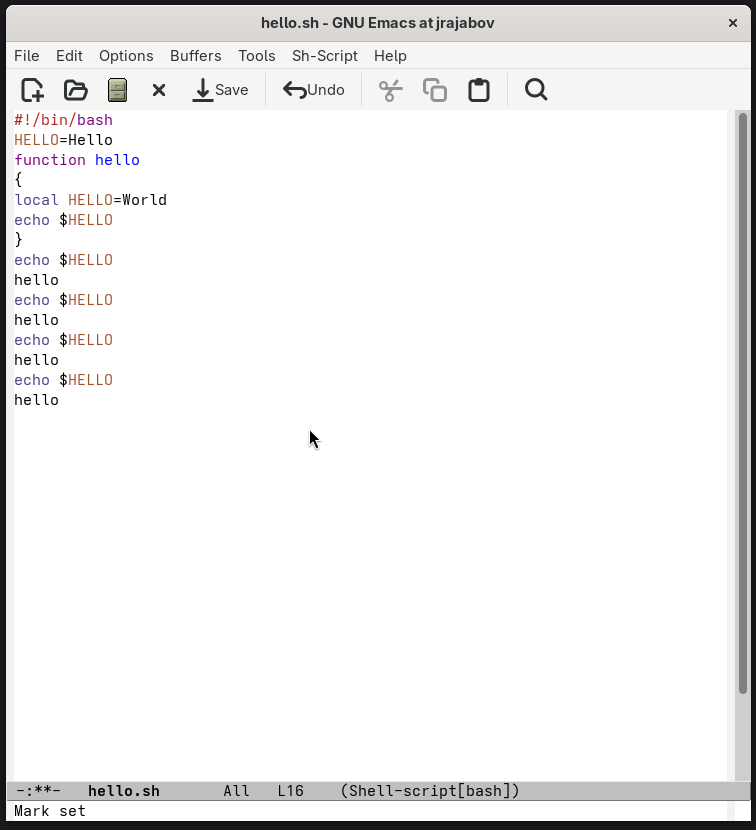 hello.sh - GNU Emacs at jrajabov
File Edit Options Buffers Tools Sh-Script Help
Save Undo
#!/bin/bash
HELLO=Hello
function hello
{
local HELLO=World
echo $HELLO
}
echo $HELLO
hello
echo $HELLO
hello
echo $HELLO
hello
echo $HELLO
hello
-:**- hello.sh All L16 (Shell-script[bash])
Mark set